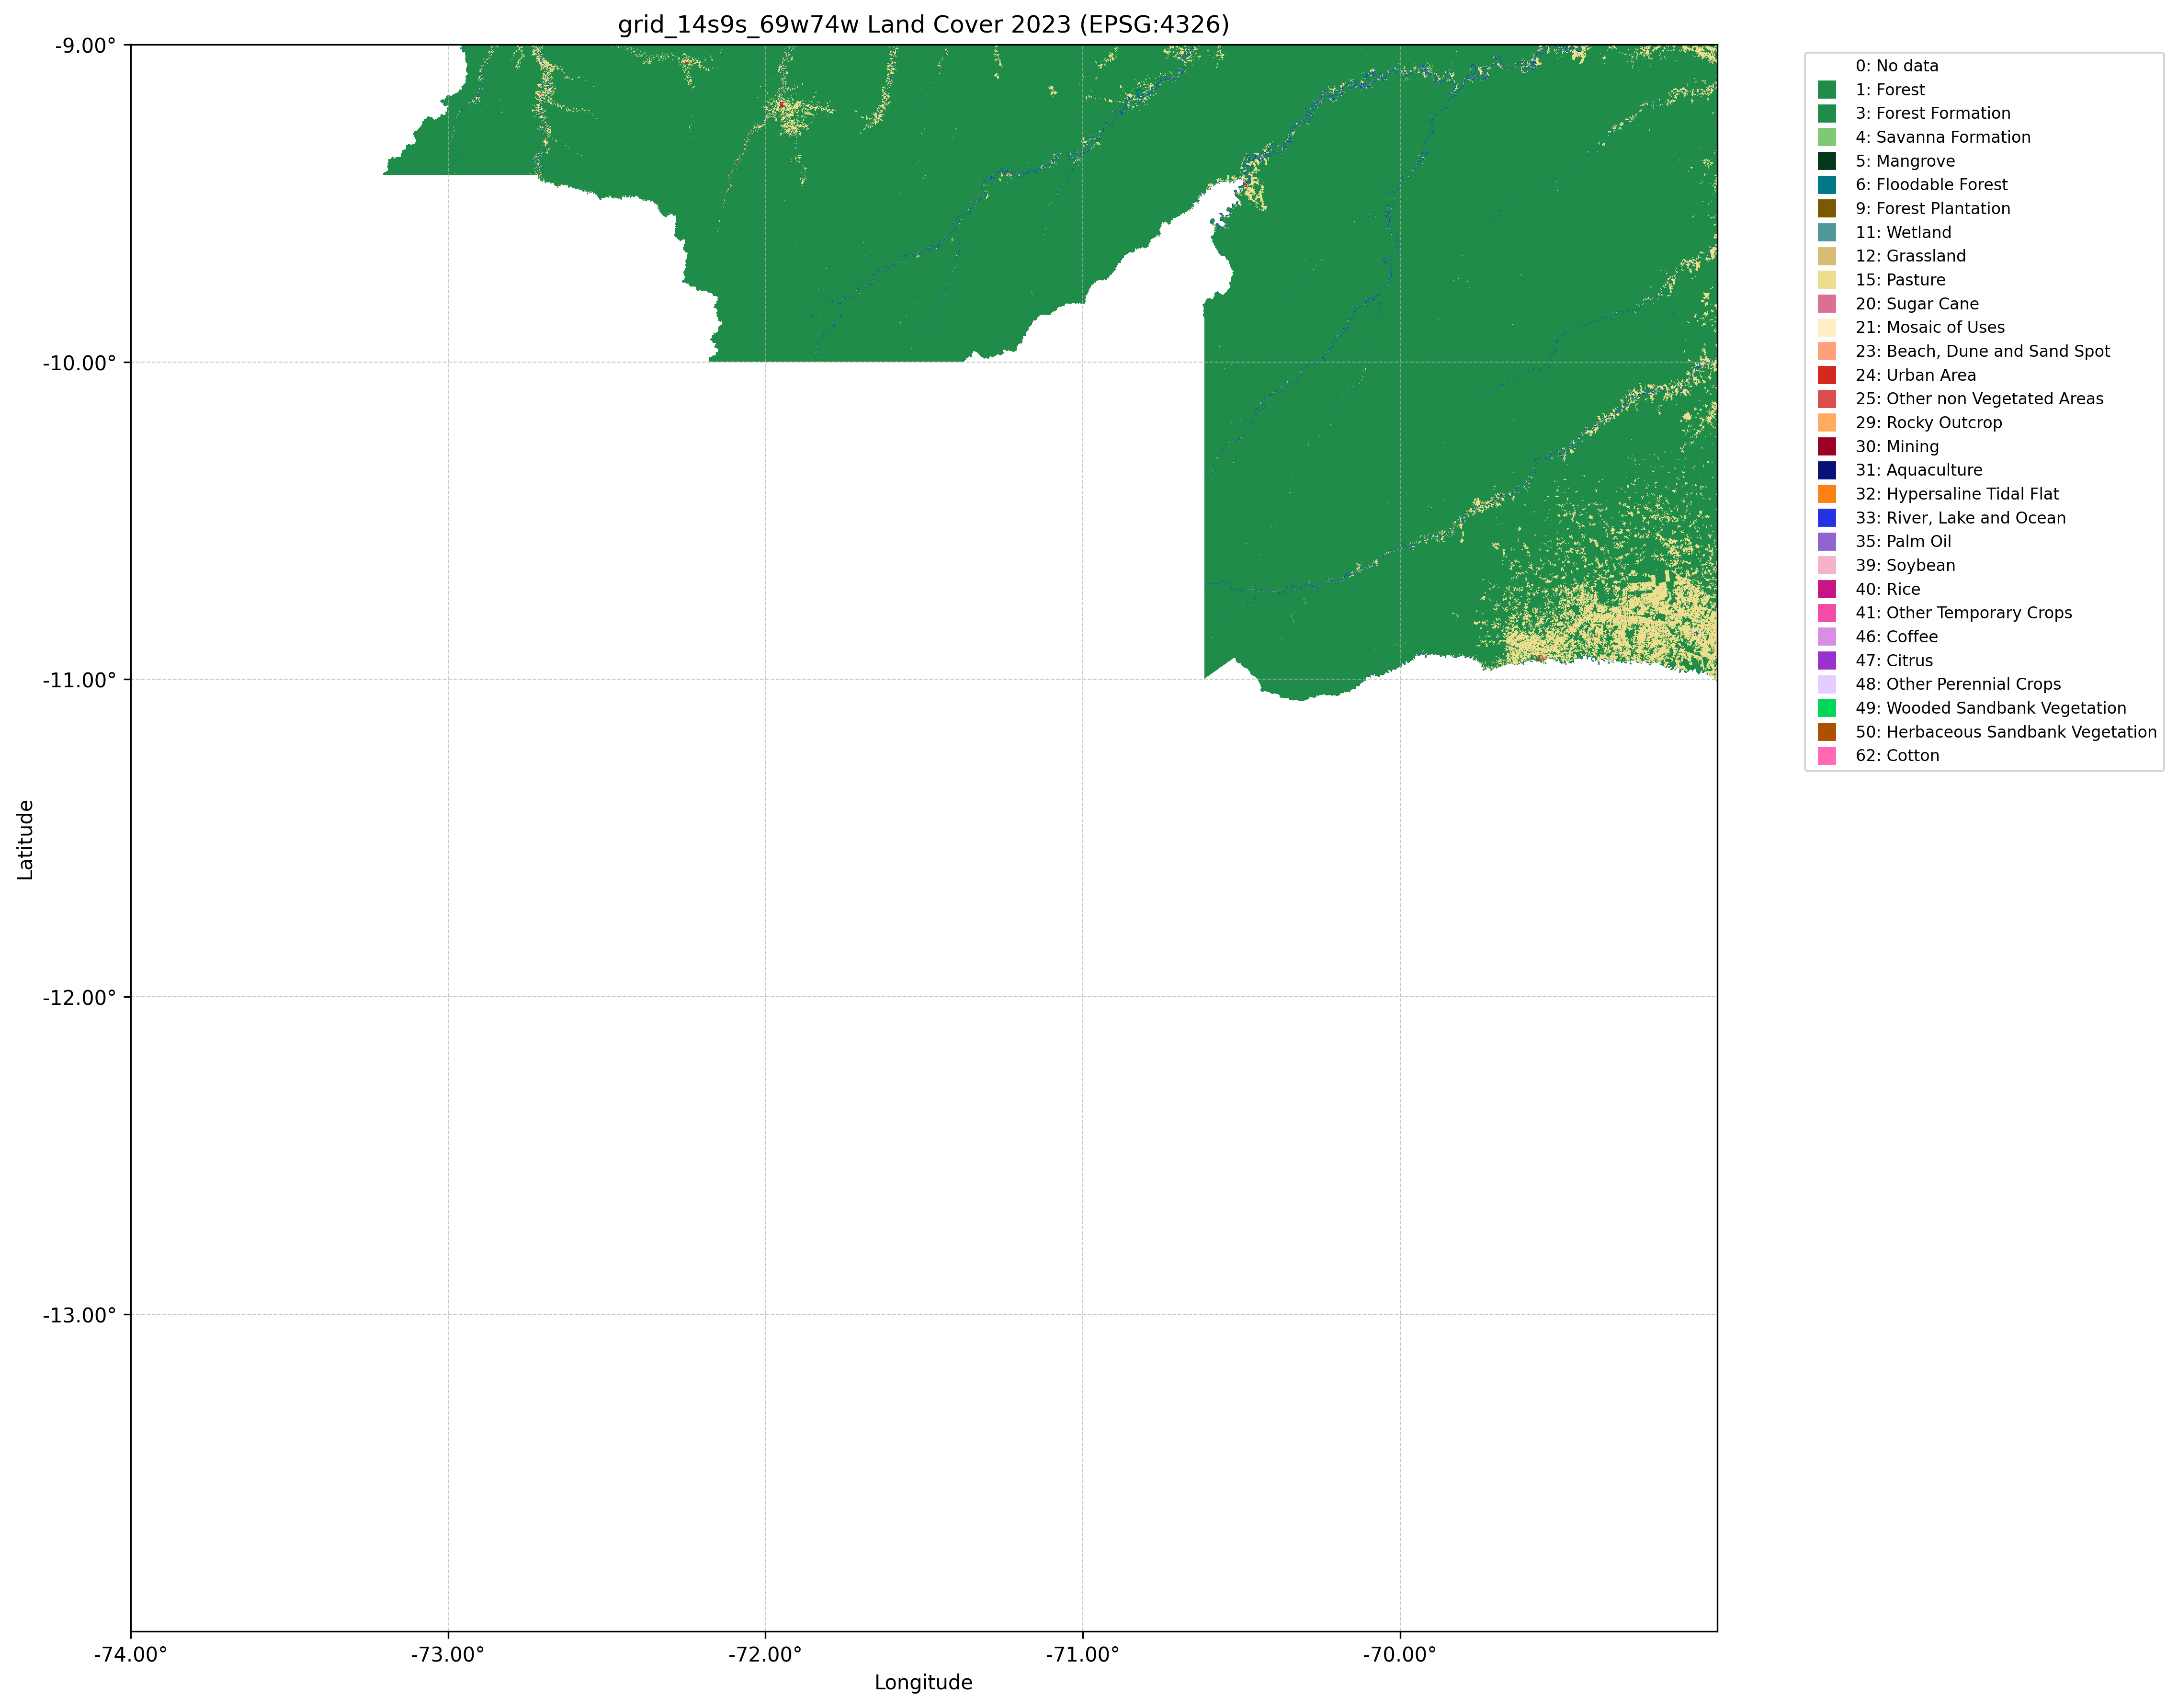 grid_14s9s_69w74w Land Cover 2023 (EPSG:4326)
-9.00°
-10.00°
-11.00°
-12.00°
-13.00°
Latitude
-74.00°
-73.00°
-72.00°
-71.00°
-70.00°
Longitude
0: No data
1: Forest
3: Forest Formation
4: Savanna Formation
5: Mangrove
6: Floodable Forest
9: Forest Plantation
11: Wetland
12: Grassland
15: Pasture
20: Sugar Cane
21: Mosaic of Uses
23: Beach, Dune and Sand Spot
24: Urban Area
25: Other non Vegetated Areas
29: Rocky Outcrop
30: Mining
31: Aquaculture
32: Hypersaline Tidal Flat
33: River, Lake and Ocean
35: Palm Oil
39: Soybean
40: Rice
41: Other Temporary Crops
46: Coffee
47: Citrus
48: Other Perennial Crops
49: Wooded Sandbank Vegetation
50: Herbaceous Sandbank Vegetation
62: Cotton